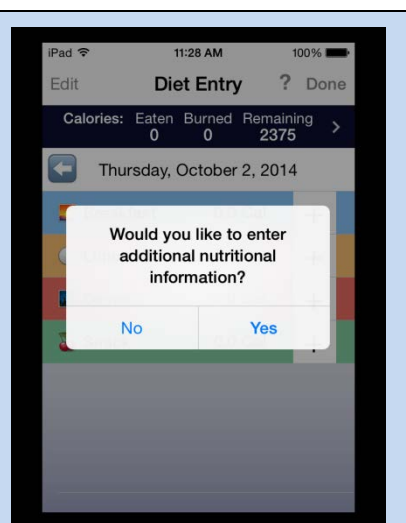 iPad 11:28 AM 100%
Edit Diet Entry ? Done
Calories: Eaten Burned Remaining >
0 0 2375
Thursday, October 2, 2014
Would you like to enter
additional nutritional
information?
No Yes